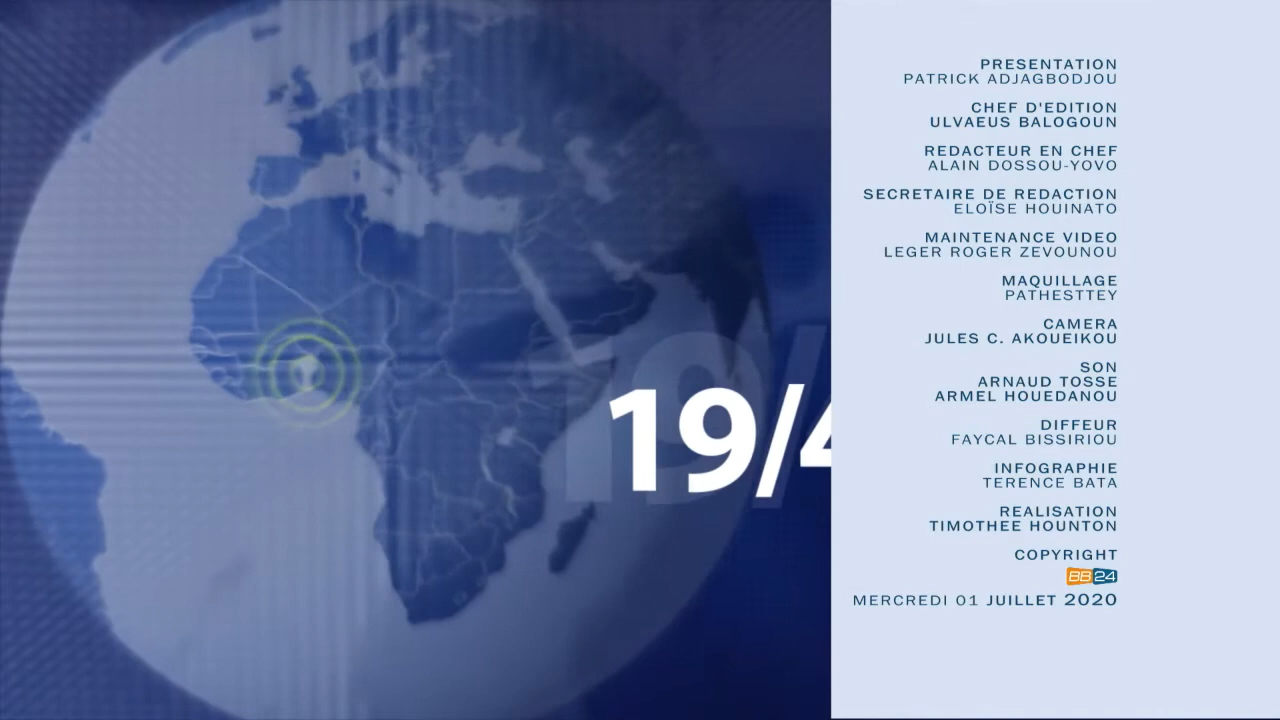 19/4
PRESENTATION
PATRICK ADJAGBODJOU
CHEF D'EDITION
ULVAEUS BALOGOUN
REDACTEUR EN CHEF
ALAIN DOSSOU-YOVO
SECRETAIRE DE REDACTION
ELOÏSE HOUINATO
MAINTENANCE VIDEO
LEGER ROGER ZEVOUNOU
MAQUILLAGE
PATHESTTEY
CAMERA
JULES C. AKOUEIKOU
SON
ARNAUD TOSSE
ARMEL HOUEDANOU
DIFFEUR
FAYCAL BISSIRIOU
INFOGRAPHIE
TERENCE BATA
REALISATION
TIMOTHEE HOUNTON
COPYRIGHT
BB24
MERCREDI 01 JUILLET 2020